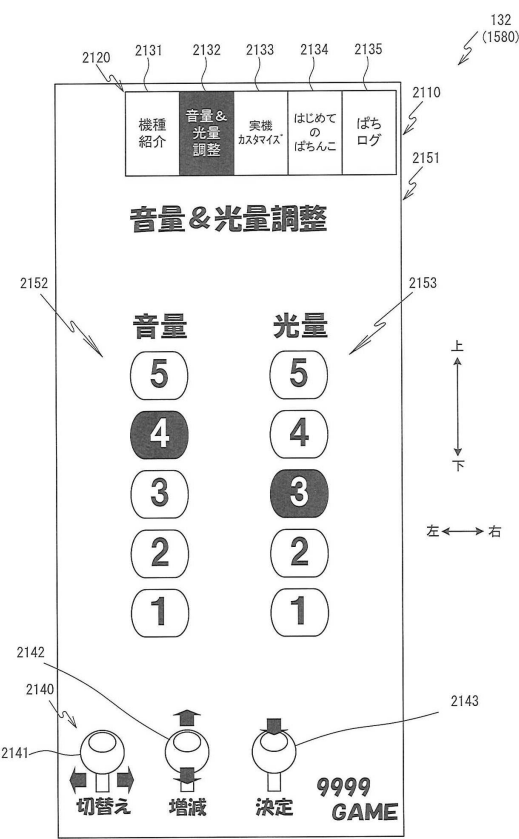 132
(1580)
2131
2132
2133
2134
2135
2120
2110
2151
機種
紹介
音量&
光量
調整
実機
カスタマイズ
はじめて
の
ぱちんこ
ぱち
ログ
音量&光量調整
2152
2153
音量
光量
5
5
4
4
3
3
2
2
1
1
上
下
左
右
2142
2140
2141
2143
切替え
増減
決定
9999
GAME